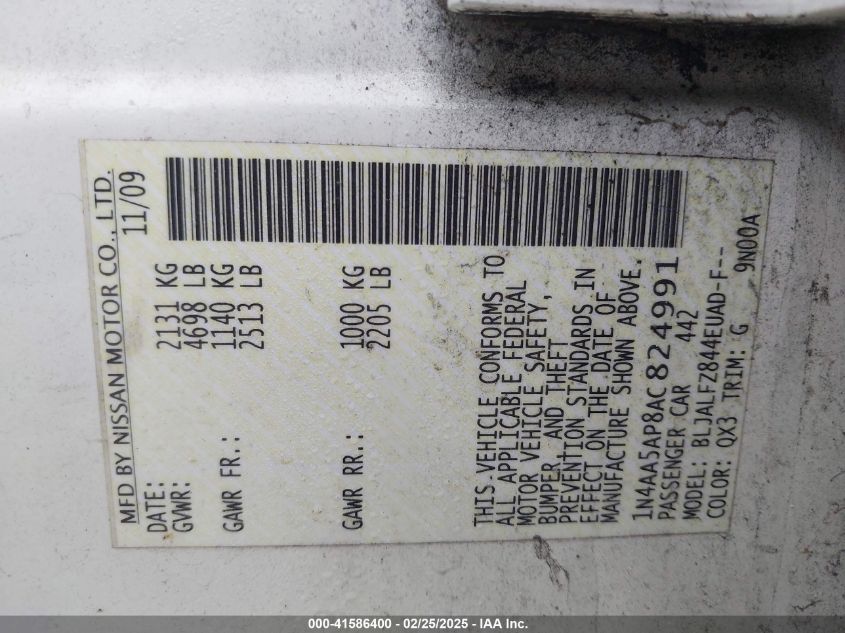 MFD BY NISSAN MOTOR CO., LTD.
DATE: 11/09
GVWR: 2131 KG
4698 LB
GAWR FR.: 1140 KG
2513 LB
GAWR RR.: 1000 KG
2205 LB
THIS VEHICLE CONFORMS TO
ALL APPLICABLE FEDERAL
MOTOR VEHICLE SAFETY,
BUMPER, AND THEFT
PREVENTION STANDARDS IN
EFFECT ON THE DATE OF
MANUFACTURE SHOWN ABOVE.
1N4AA5AP8AC824991
PASSENGER CAR 442
MODEL: BLJALFZ844EUAD-F--
COLOR: QX3 TRIM: G 9N00A
000-41586400 - 02/25/2025 - IAA Inc.